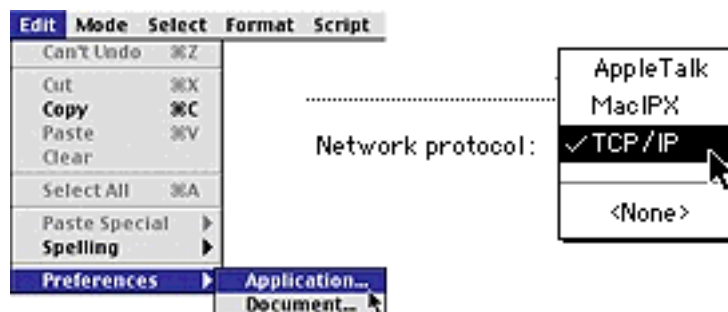 Edit Mode Select Format Script
Can't Undo ⌘Z
Cut ⌘X
Copy ⌘C
Paste ⌘V
Clear
Select All ⌘A
Paste Special
Spelling
Preferences
Application...
Document...
Network protocol:
AppleTalk
MacIPX
✓TCP/IP
<None>